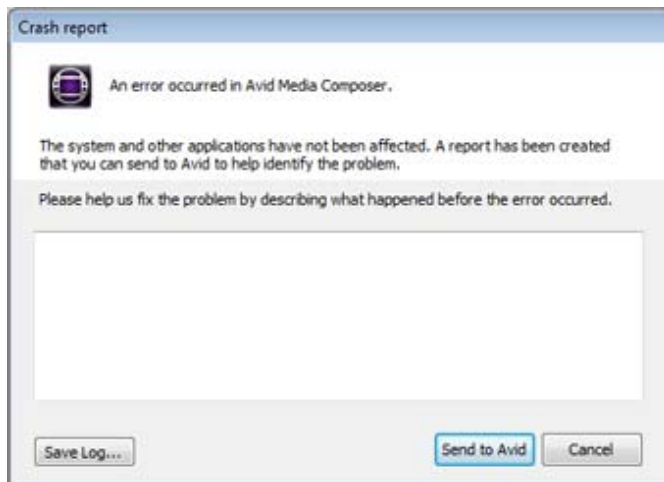 Crash report
An error occurred in Avid Media Composer.
The system and other applications have not been affected. A report has been created
that you can send to Avid to help identify the problem.
Please help us fix the problem by describing what happened before the error occurred.
Save Log... Send to Avid Cancel